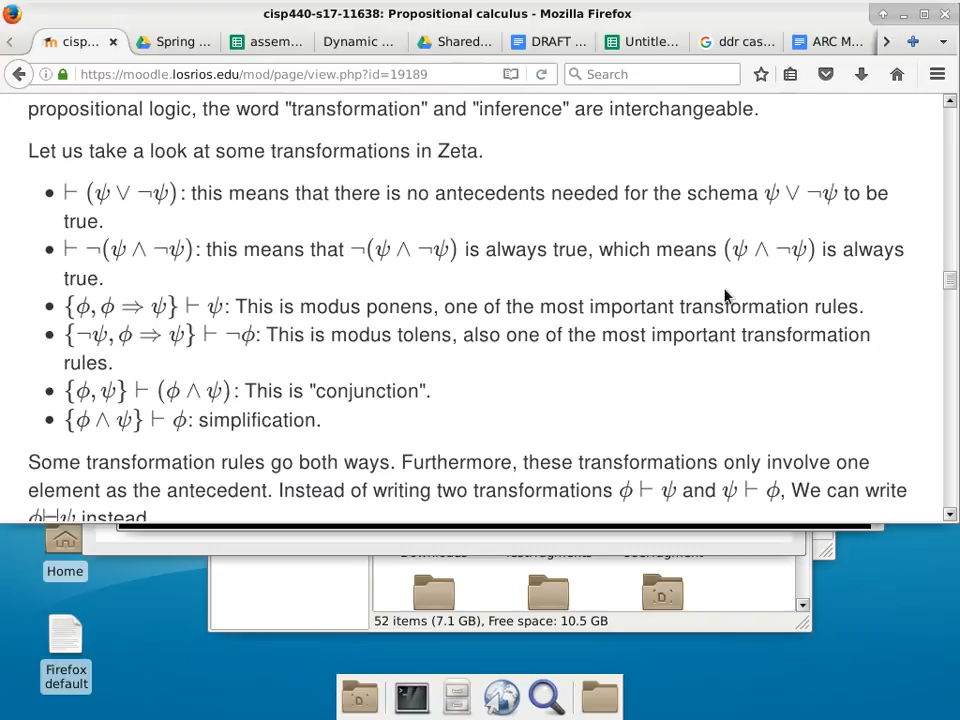 cisp440-s17-11638: Propositional calculus - Mozilla Firefox
cisp... Spring ... assem... Dynamic ... Shared... DRAFT ... Untitle... ddr cas... ARC M...
https://moodle.losrios.edu/mod/page/view.php?id=19189 Search
propositional logic, the word "transformation" and "inference" are interchangeable.
Let us take a look at some transformations in Zeta.
• ⊢ (ψ ∨ ¬ψ): this means that there is no antecedents needed for the schema ψ ∨ ¬ψ to be
true.
• ⊢ ¬(ψ ∧ ¬ψ): this means that ¬(ψ ∧ ¬ψ) is always true, which means (ψ ∧ ¬ψ) is always
true.
• {ϕ, ϕ ⇒ ψ} ⊢ ψ: This is modus ponens, one of the most important transformation rules.
• {¬ψ, ϕ ⇒ ψ} ⊢ ¬ϕ: This is modus tolens, also one of the most important transformation
rules.
• {ϕ, ψ} ⊢ (ϕ ∧ ψ): This is "conjunction".
• {ϕ ∧ ψ} ⊢ ϕ: simplification.
Some transformation rules go both ways. Furthermore, these transformations only involve one
element as the antecedent. Instead of writing two transformations ϕ ⊢ ψ and ψ ⊢ ϕ, We can write
instead
Home
52 items (7.1 GB), Free space: 10.5 GB
Firefox
default